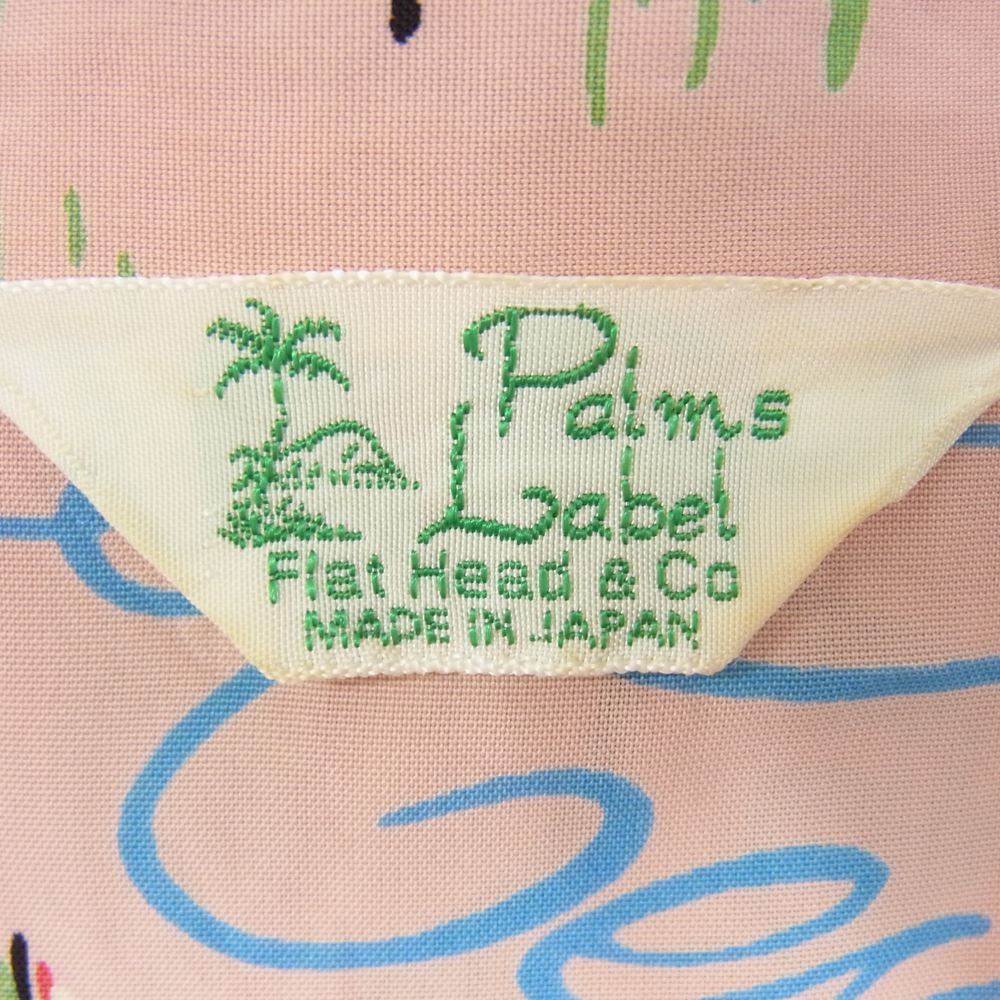 Palms
Label
Flat Head & Co
MADE IN JAPAN